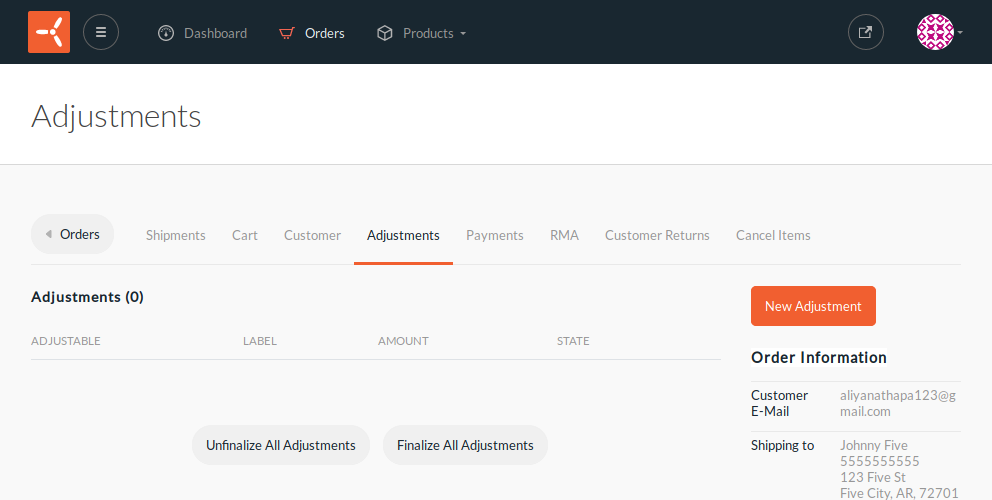 Dashboard Orders Products
Adjustments
Orders Shipments Cart Customer Adjustments Payments RMA Customer Returns Cancel Items
Adjustments (0)
New Adjustment
ADJUSTABLE LABEL AMOUNT STATE
Order Information
Customer E-Mail
aliyanathapa123@g
mail.com
Shipping to
Johnny Five
5555555555
123 Five St
Five City, AR, 72701
Unfinalize All Adjustments Finalize All Adjustments